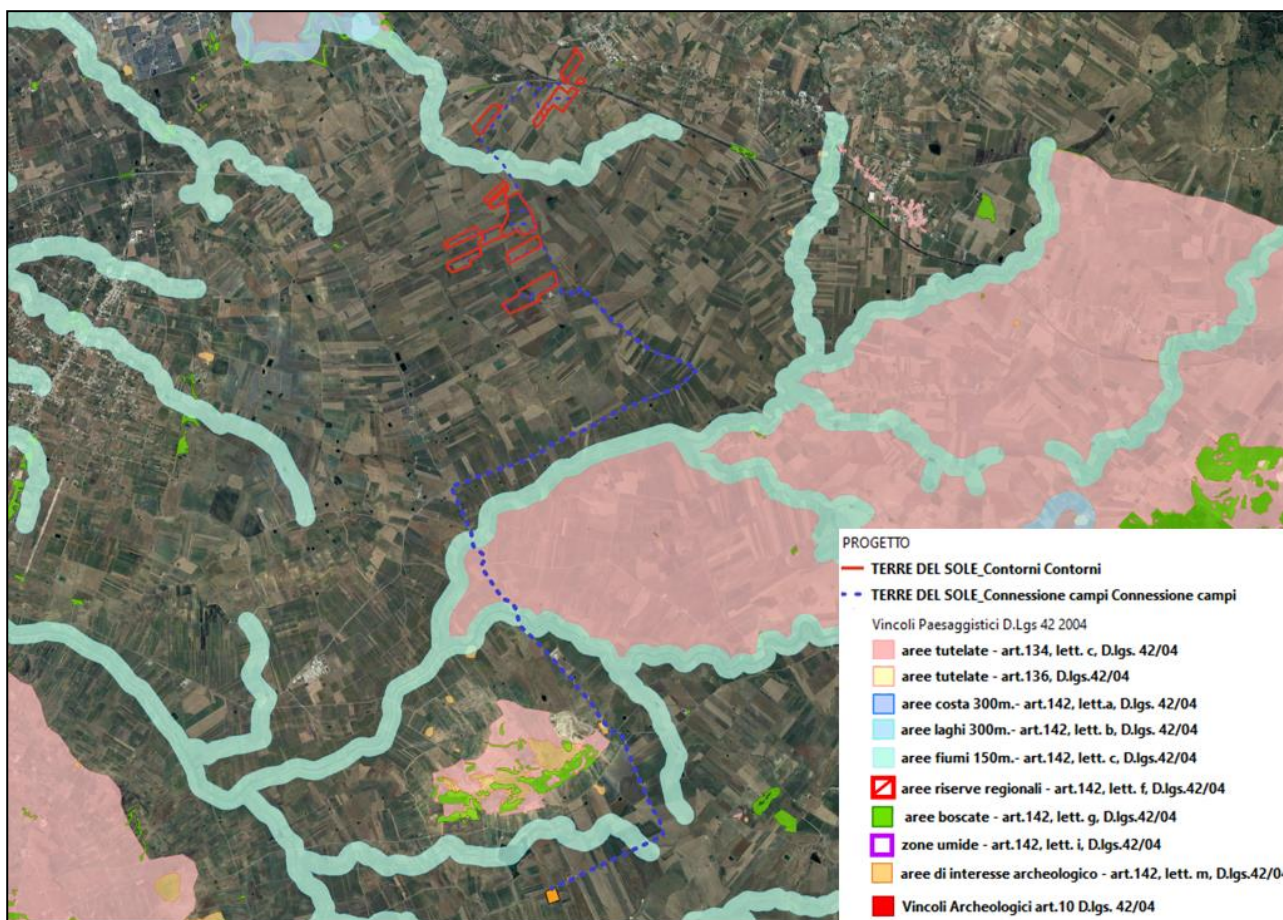 PROGETTO
TERRE DEL SOLE_Contorni Contorni
TERRE DEL SOLE_Connessione campi Connessione campi
Vincoli Paesaggistici D.Lgs 42 2004
aree tutelate - art.134, lett. c, D.lgs. 42/04
aree tutelate - art.136, D.lgs.42/04
aree costa 300m.- art.142, lett.a, D.lgs. 42/04
aree laghi 300m.- art.142, lett. b, D.lgs. 42/04
aree fiumi 150m.- art.142, lett. c, D.lgs.42/04
aree riserve regionali - art.142, lett. f, D.lgs.42/04
aree boscate - art.142, lett. g, D.lgs.42/04
zone umide - art.142, lett. i, D.lgs.42/04
aree di interesse archeologico - art.142, lett. m, D.lgs.42/04
Vincoli Archeologici art.10 D.lgs. 42/04